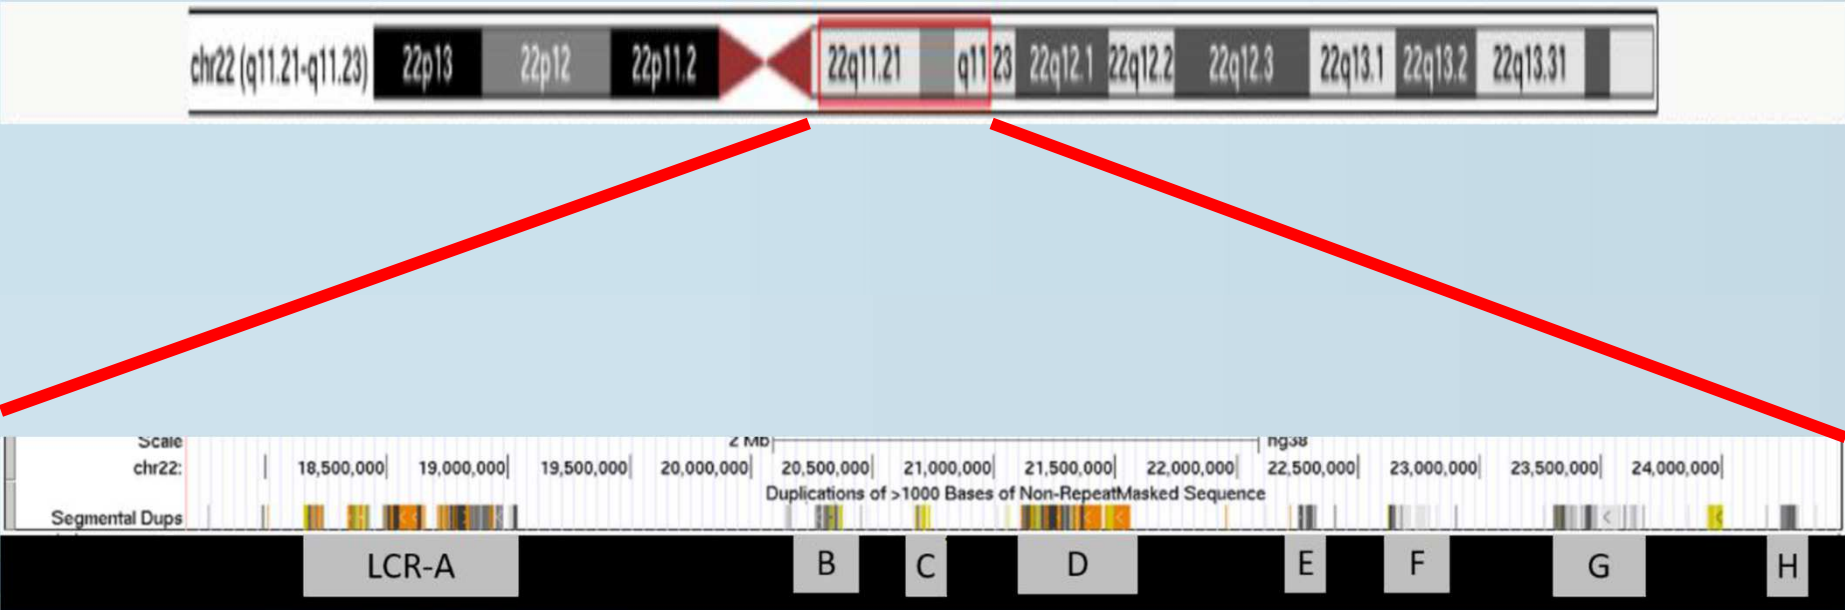 chr22 (q11.21-q11.23) 22p13 22p12 22p11.2 22q11.21 q11 23 22q12.1 22q12.2 22q12.3 22q13.1 22q13.2 22q13.31
Scale 2 Mb hg38
chr22: 18,500,000 19,000,000 19,500,000 20,000,000 20,500,000 21,000,000 21,500,000 22,000,000 22,500,000 23,000,000 23,500,000 24,000,000
Duplications of >1000 Bases of Non-RepeatMasked Sequence
Segmental Dups
LCR-A B C D E F G H